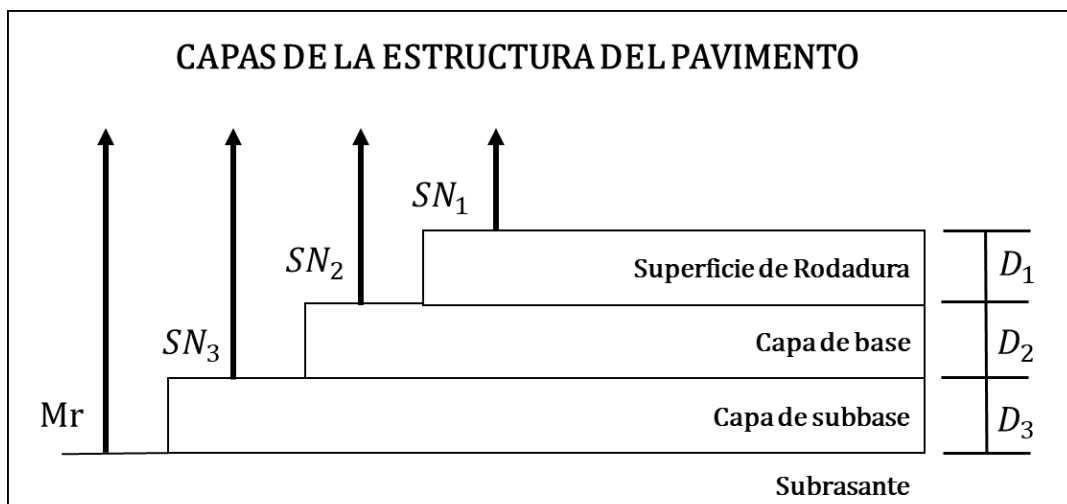 CAPAS DE LA ESTRUCTURA DEL PAVIMENTO
SN₁
SN₂
Superficie de Rodadura
D₁
SN₃
Capa de base
D₂
Mr
Capa de subbase
D₃
Subrasante